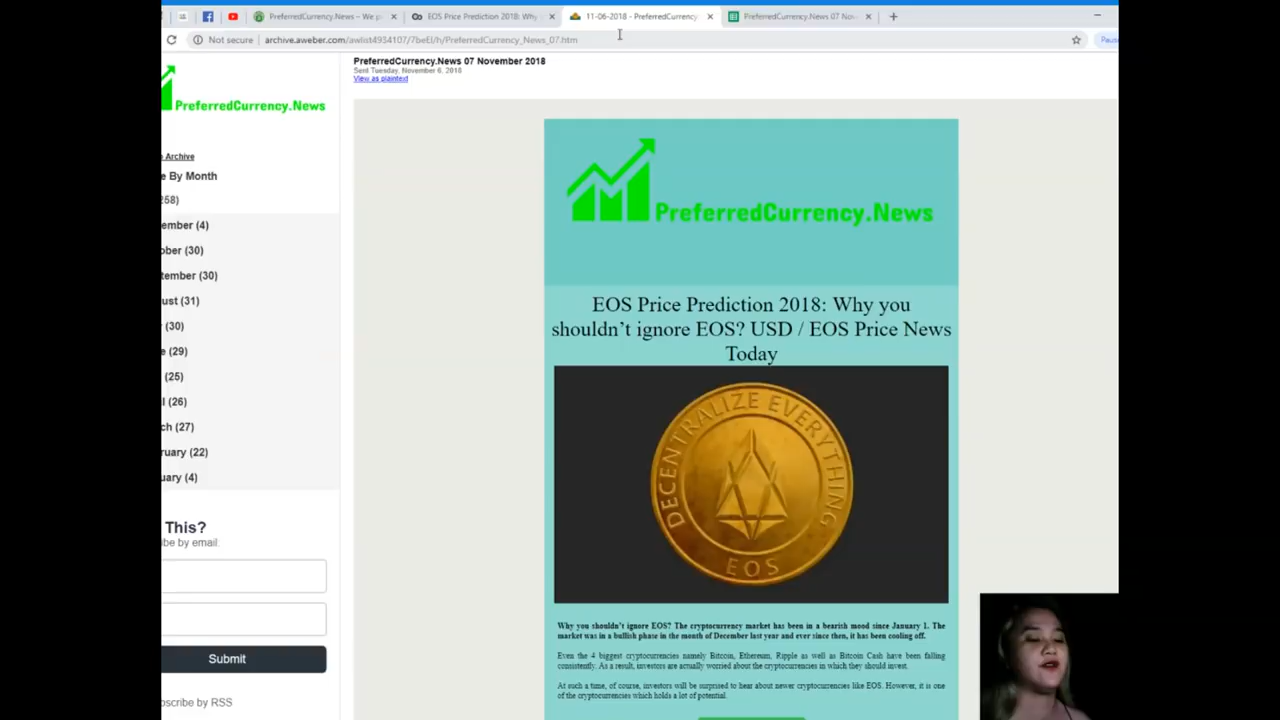 PreferredCurrency.News – We p
EOS Price Prediction 2018: Why
11-06-2018 - PreferredCurrency
PreferredCurrency.News 07 Nov
Not secure
archive.aweber.com/awlist4934107/7beEl/h/PreferredCurrency_News_07.htm
PreferredCurrency.News
Archive
e By Month
258)
ember (4)
ober (30)
tember (30)
ust (31)
(30)
e (29)
(25)
il (26)
ch (27)
ruary (22)
uary (4)
This?
ibe by email:
Submit
scribe by RSS
PreferredCurrency.News 07 November 2018
Sent Tuesday, November 6, 2018
View as plaintext
PreferredCurrency.News
EOS Price Prediction 2018: Why you
shouldn’t ignore EOS? USD / EOS Price News
Today
DECENTRALIZE EVERYTHING
EOS
Why you shouldn’t ignore EOS? The cryptocurrency market has been in a bearish mood since January 1. The
market was in a bullish phase in the month of December last year and ever since then, it has been cooling off.
Even the 4 biggest cryptocurrencies namely Bitcoin, Ethereum, Ripple as well as Bitcoin Cash have been falling
consistently. As a result, investors are actually worried about the cryptocurrencies in which they should invest.
At such a time, of course, investors will be surprised to hear about newer cryptocurrencies like EOS. However, it is one
of the cryptocurrencies which holds a lot of potential.